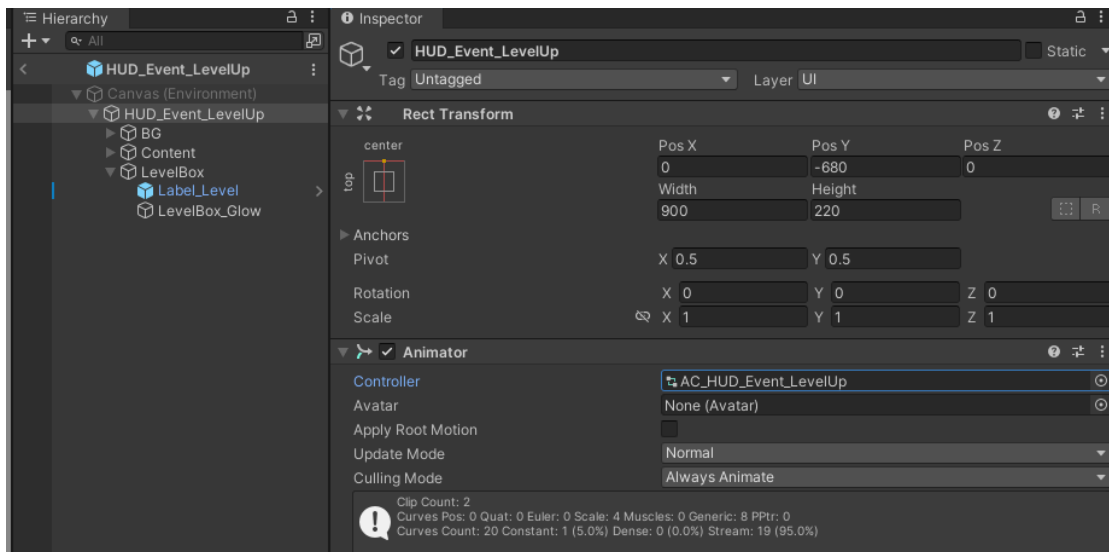 Hierarchy
All
HUD_Event_LevelUp
Canvas (Environment)
HUD_Event_LevelUp
BG
Content
LevelBox
Label_Level
LevelBox_Glow
Inspector
HUD_Event_LevelUp Static
Tag Untagged Layer UI
Rect Transform
center
top
Pos X Pos Y Pos Z
0 -680 0
Width Height
900 220
R
Anchors
Pivot X 0.5 Y 0.5
Rotation X 0 Y 0 Z 0
Scale X 1 Y 1 Z 1
Animator
Controller AC_HUD_Event_LevelUp
Avatar None (Avatar)
Apply Root Motion
Update Mode Normal
Culling Mode Always Animate
Clip Count: 2
Curves Pos: 0 Quat: 0 Euler: 0 Scale: 4 Muscles: 0 Generic: 8 PPtr: 0
Curves Count: 20 Constant: 1 (5.0%) Dense: 0 (0.0%) Stream: 19 (95.0%)